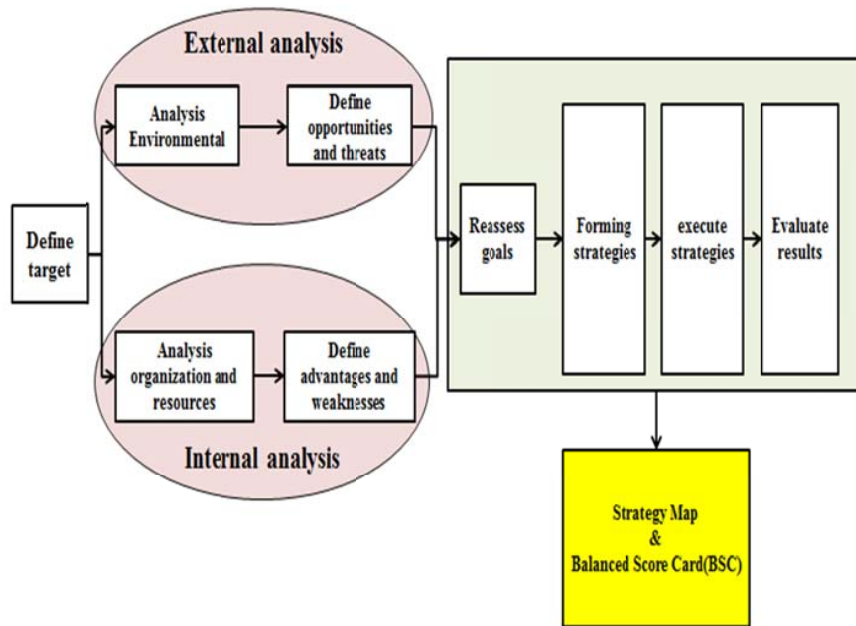 External analysis
Analysis
Environmental
Define
opportunities
and threats
Define
target
Reassess
goals
Forming
strategies
execute
strategies
Evaluate
results
Analysis
organization and
resources
Define
advantages and
weaknesses
Internal analysis
Strategy Map
&
Balanced Score Card(BSC)